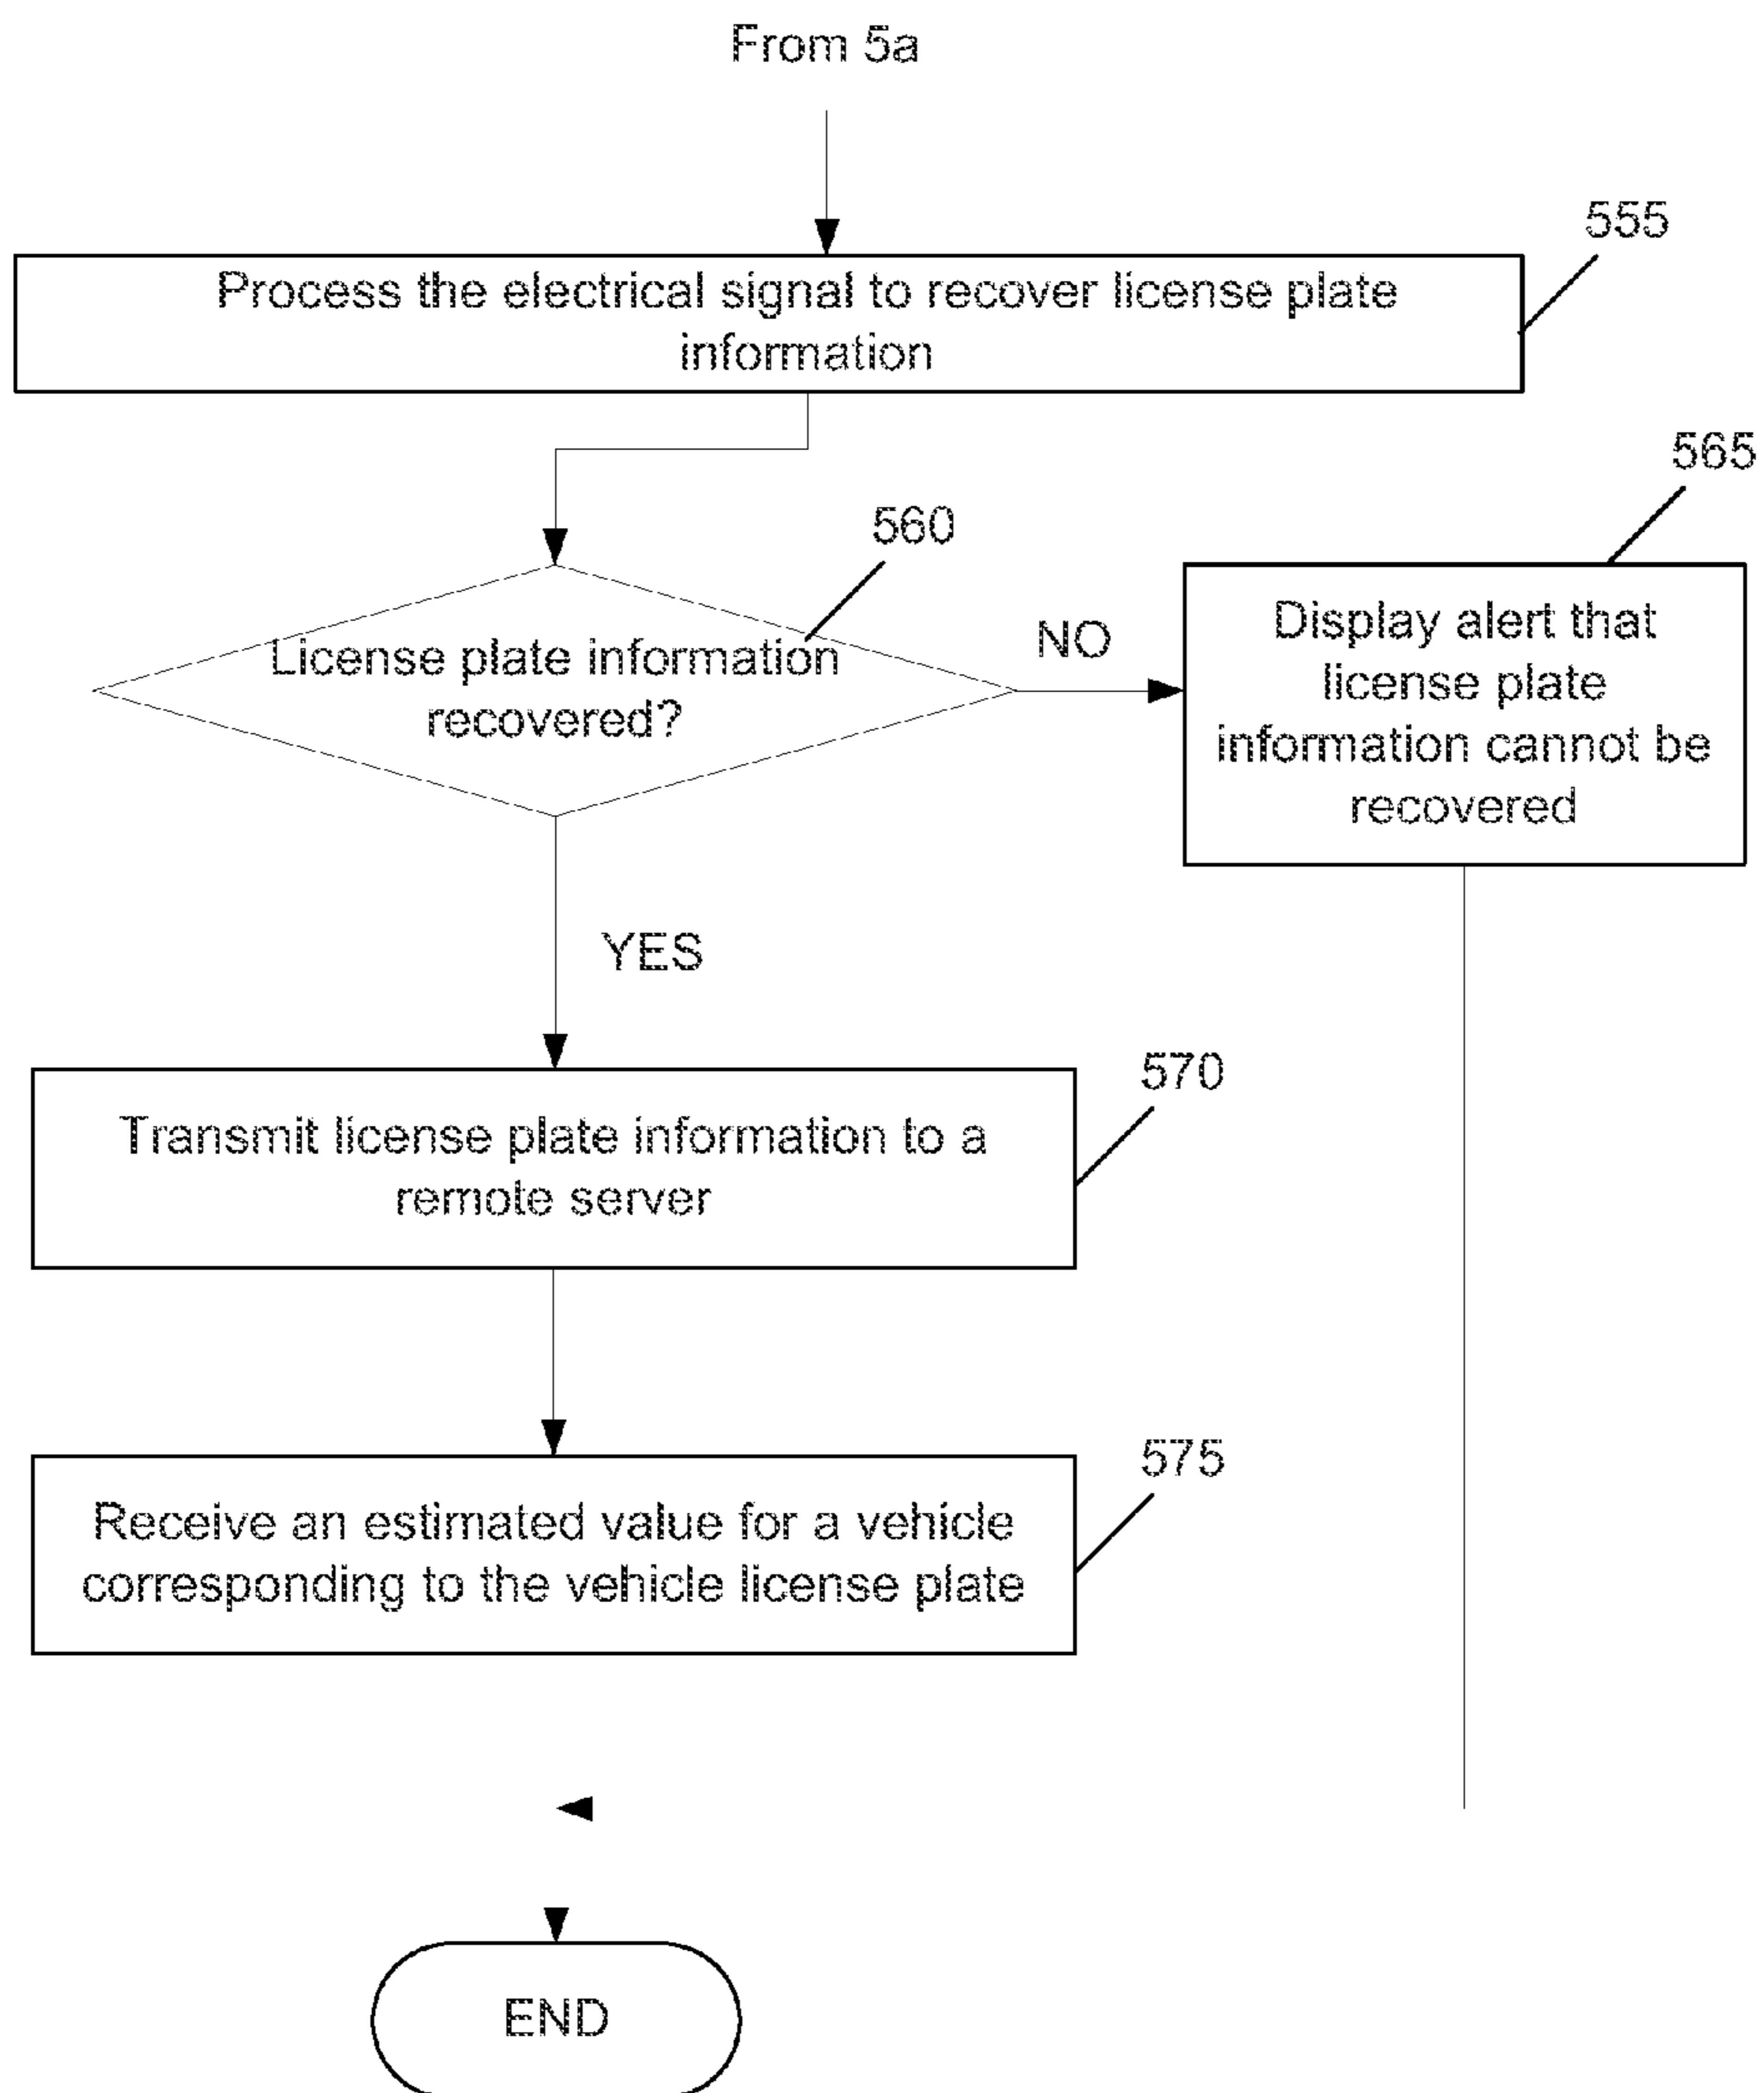 From 5a
555
Process the electrical signal to recover license plate
information
565
560
License plate information
recovered?
NO
Display alert that
license plate
information cannot be
recovered
YES
570
Transmit license plate information to a
remote server
575
Receive an estimated value for a vehicle
corresponding to the vehicle license plate
END